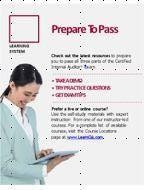 Prepare To Pass
LEARNING
SYSTEM
Check out the latest resources to prepare
you to pass all three parts of the Certified
Internal Auditor Exam.
• TAKE A DEMO
• TRY PRACTICE QUESTIONS
• GET EXAM TIPS
Prefer a live or online course?
Use the self-study materials with expert
instruction from one of our instructor-led
courses. For a complete list of available
courses, visit the Course Locations
page at www.LearnCia.com.